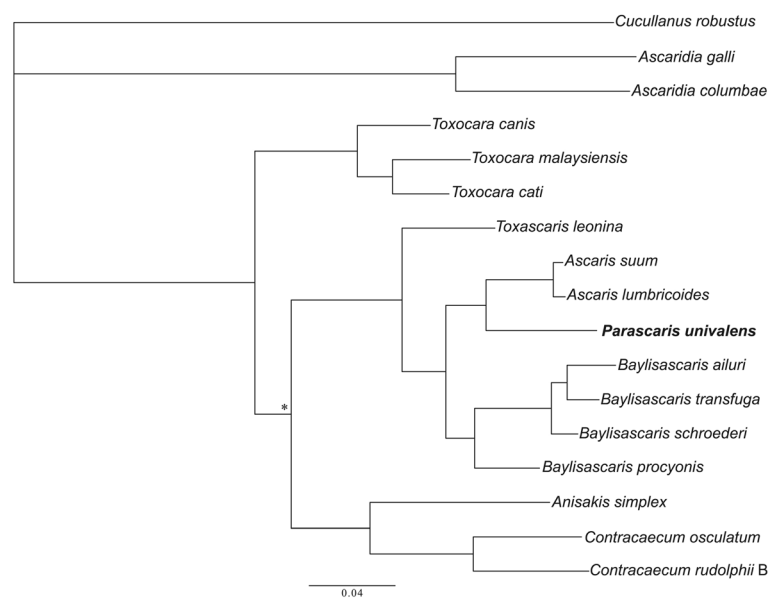 Cucullanus robustus
Ascaridia galli
Ascaridia columbae
Toxocara canis
Toxocara malaysiensis
Toxocara cati
Toxascaris leonina
Ascaris suum
Ascaris lumbricoides
Parascaris univalens
Baylisascaris ailuri
Baylisascaris transfuga
*
Baylisascaris schroederi
Baylisascaris procyonis
Anisakis simplex
Contracaecum osculatum
Contracaecum rudolphii B
0.04